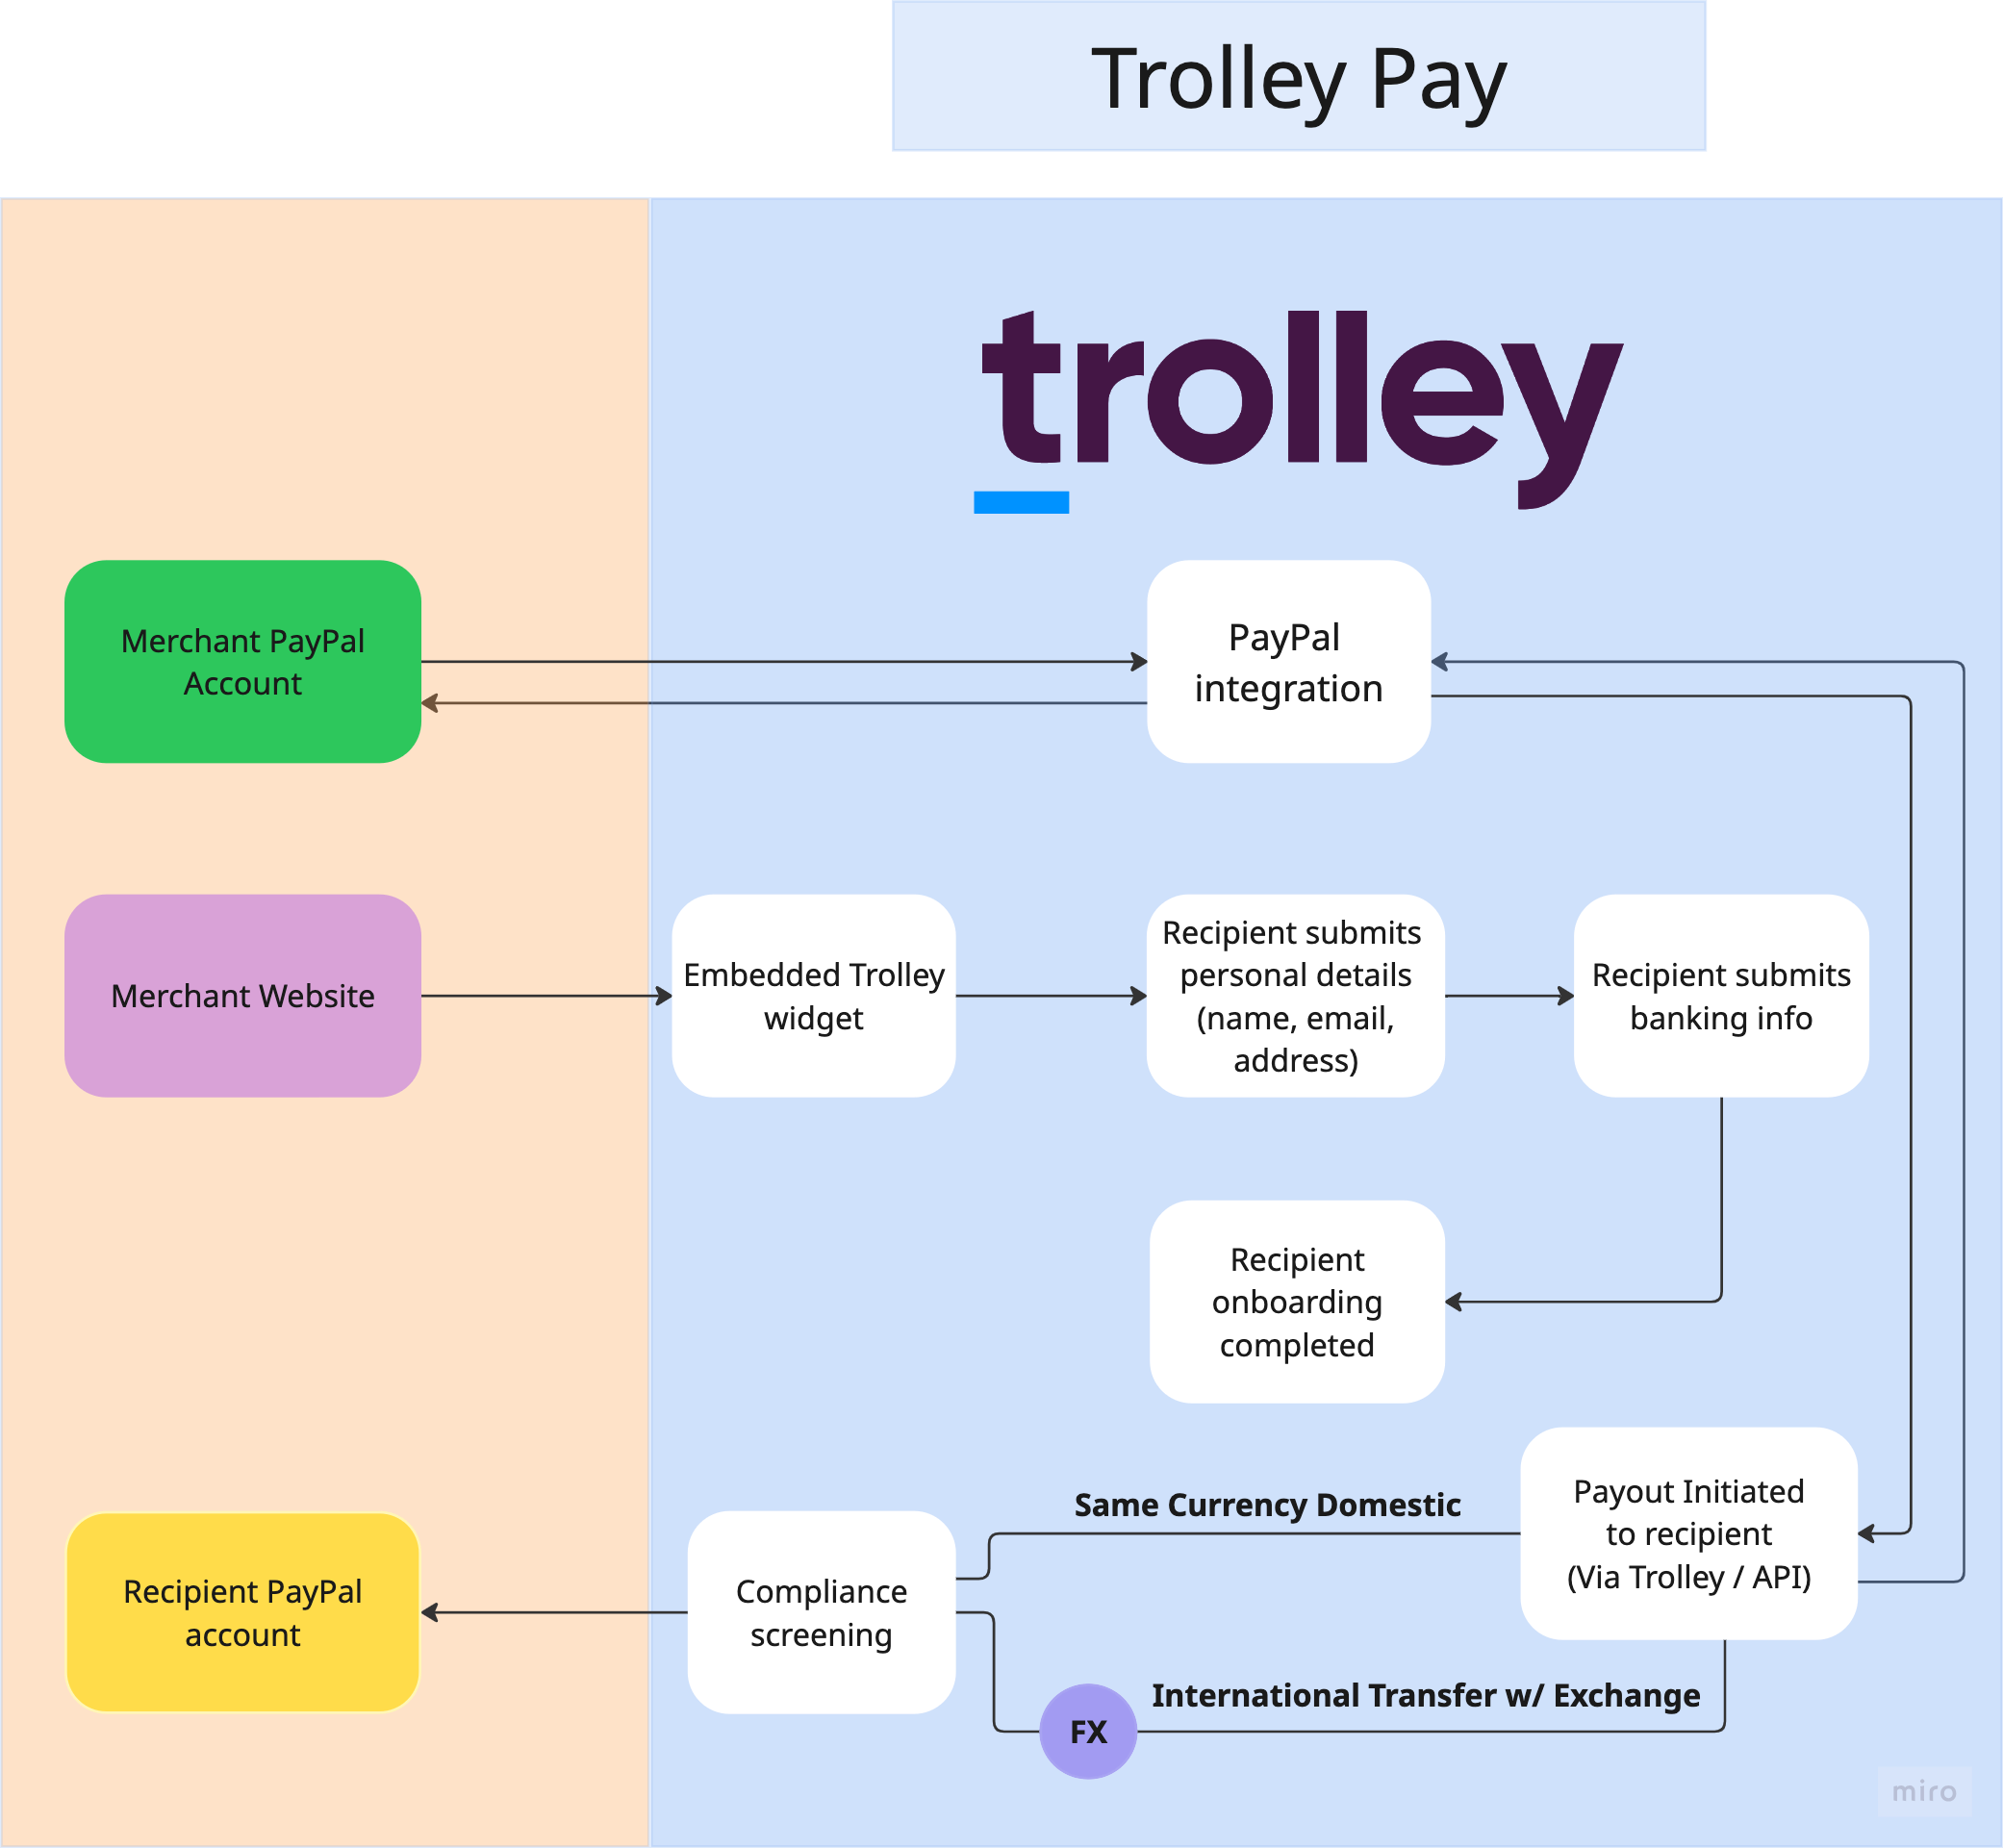 Trolley Pay
trolley
Merchant PayPal
Account
PayPal
integration
Merchant Website
Embedded Trolley
widget
Recipient submits
personal details
(name, email,
address)
Recipient submits
banking info
Recipient
onboarding
completed
Payout Initiated
to recipient
(Via Trolley / API)
Same Currency Domestic
Compliance
screening
Recipient PayPal
account
International Transfer w/ Exchange
FX
miro